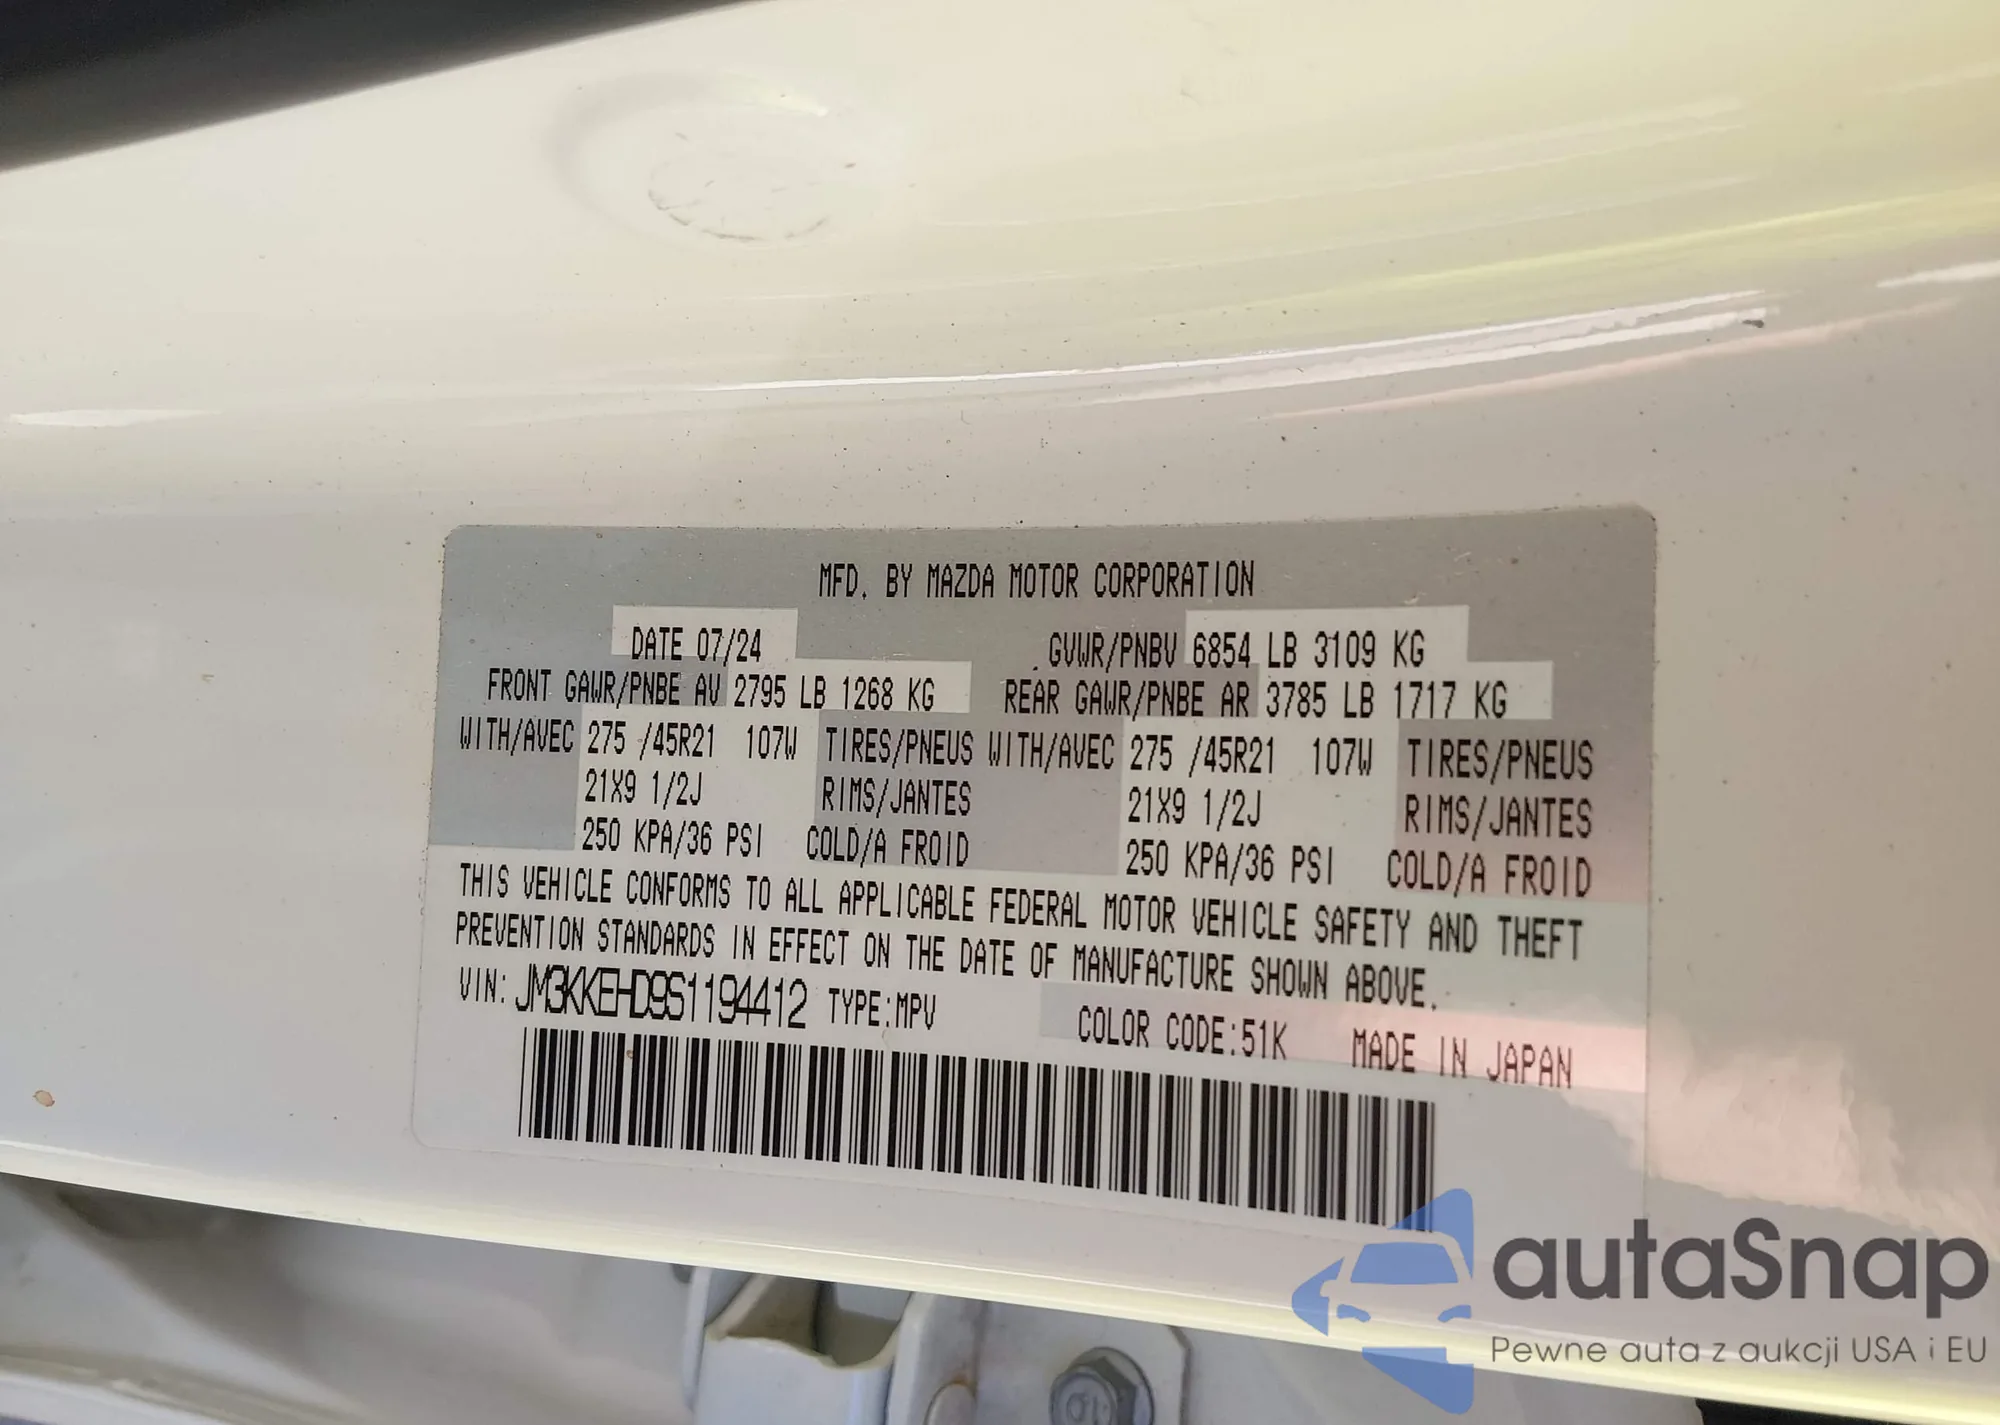 MFD. BY MAZDA MOTOR CORPORATION
DATE 07/24 GVWR/PNBV 6854 LB 3109 KG
FRONT GAWR/PNBE AV 2795 LB 1268 KG REAR GAWR/PNBE AR 3785 LB 1717 KG
WITH/AVEC 275 /45R21 107W TIRES/PNEUS WITH/AVEC 275 /45R21 107W TIRES/PNEUS
21X9 1/2J RIMS/JANTES 21X9 1/2J RIMS/JANTES
250 KPA/36 PSI COLD/A FROID 250 KPA/36 PSI COLD/A FROID
THIS VEHICLE CONFORMS TO ALL APPLICABLE FEDERAL MOTOR VEHICLE SAFETY AND THEFT
PREVENTION STANDARDS IN EFFECT ON THE DATE OF MANUFACTURE SHOWN ABOVE.
VIN: JM3KKEHD9S1194412 TYPE:MPV COLOR CODE:51K MADE IN JAPAN
autaSnap
Pewne auta z aukcji USA i EU
10